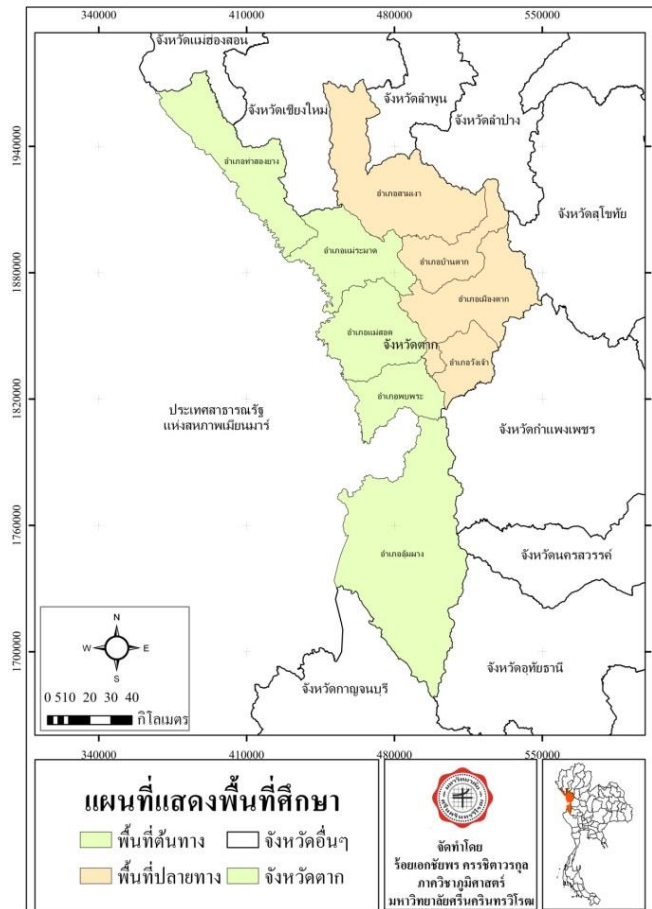 340000 410000 480000 550000
จังหวัดแม่ฮ่องสอน
จังหวัดเชียงใหม่
จังหวัดลำพูน
จังหวัดลำปาง
1940000
อำเภอท่าสองยาง
อำเภอสามเงา
จังหวัดสุโขทัย
อำเภอแม่ระมาด
อำเภอบ้านตาก
1880000
อำเภอเมืองตาก
อำเภอแม่สอด
จังหวัดตาก
อำเภอวังเจ้า
อำเภอพบพระ
1820000
ประเทศสาธารณรัฐ
แห่งสหภาพเมียนมาร์
จังหวัดกำแพงเพชร
1760000
อำเภออุ้มผาง
จังหวัดนครสวรรค์
1700000
จังหวัดกาญจนบุรี
จังหวัดอุทัยธานี
N
W E
S
0 5 10 20 30 40
กิโลเมตร
340000 410000 480000 550000
แผนที่แสดงพื้นที่ศึกษา
พื้นที่ต้นทาง จังหวัดอื่นๆ
พื้นที่ปลายทาง จังหวัดตาก
จัดทำโดย
ร้อยเอกชัยพร ครรชิตาวรกุล
ภาควิชาภูมิศาสตร์
มหาวิทยาลัยศรีนครินทรวิโรฒ